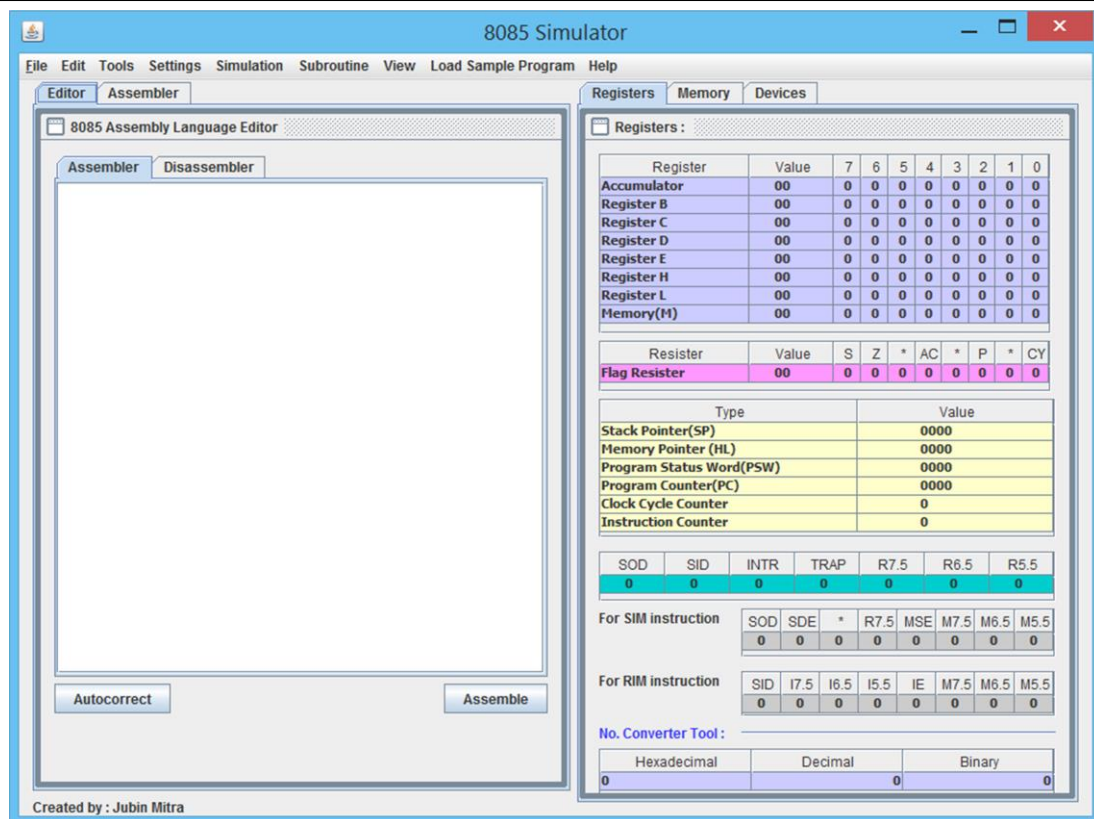 8085 Simulator
File Edit Tools Settings Simulation Subroutine View Load Sample Program Help
Editor Assembler
8085 Assembly Language Editor
Assembler Disassembler
Autocorrect Assemble
Registers Memory Devices
Registers :
Register Value 7 6 5 4 3 2 1 0
Accumulator 00 0 0 0 0 0 0 0 0
Register B 00 0 0 0 0 0 0 0 0
Register C 00 0 0 0 0 0 0 0 0
Register D 00 0 0 0 0 0 0 0 0
Register E 00 0 0 0 0 0 0 0 0
Register H 00 0 0 0 0 0 0 0 0
Register L 00 0 0 0 0 0 0 0 0
Memory(M) 00 0 0 0 0 0 0 0 0
Resister Value S Z * AC * P * CY
Flag Resister 00 0 0 0 0 0 0 0 0
Type Value
Stack Pointer(SP) 0000
Memory Pointer (HL) 0000
Program Status Word(PSW) 0000
Program Counter(PC) 0000
Clock Cycle Counter 0
Instruction Counter 0
SOD SID INTR TRAP R7.5 R6.5 R5.5
0 0 0 0 0 0 0
For SIM instruction SOD SDE * R7.5 MSE M7.5 M6.5 M5.5
0 0 0 0 0 0 0 0
For RIM instruction SID I7.5 I6.5 I5.5 IE M7.5 M6.5 M5.5
0 0 0 0 0 0 0 0
No. Converter Tool :
Hexadecimal Decimal Binary
0 0 0
Created by : Jubin Mitra